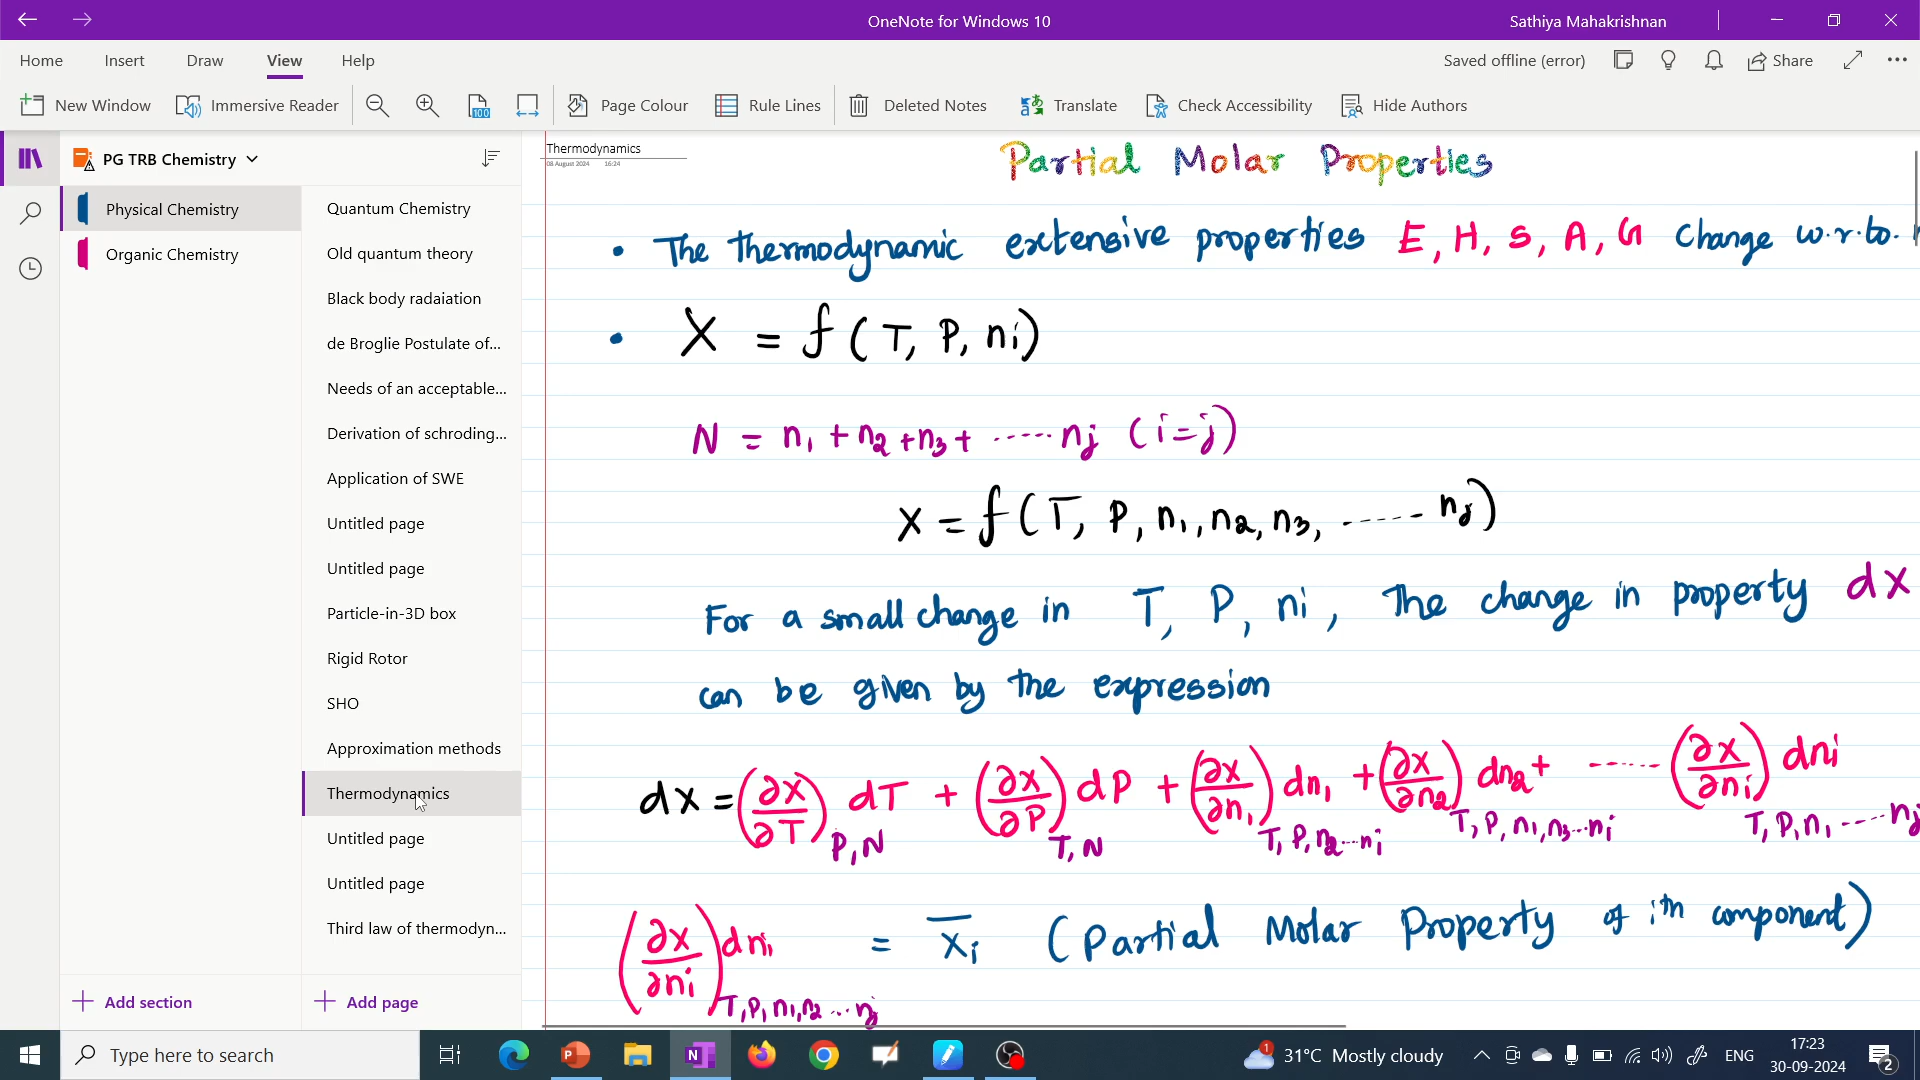 OneNote for Windows 10
Sathiya Mahakrishnan
Home Insert Draw View Help
Saved offline (error) Share
New Window Immersive Reader 100 Page Colour Rule Lines Deleted Notes Translate Check Accessibility Hide Authors
PG TRB Chemistry
Physical Chemistry
Organic Chemistry
Quantum Chemistry
Old quantum theory
Black body radaiation
de Broglie Postulate of...
Needs of an acceptable...
Derivation of schroding...
Application of SWE
Untitled page
Untitled page
Particle-in-3D box
Rigid Rotor
SHO
Approximation methods
Thermodynamics
Untitled page
Untitled page
Third law of thermodyn...
Add section
Add page
Thermodynamics
08 August 2024 16:24
Partial Molar Properties
• The thermodynamic extensive properties E, H, S, A, G change w.r.to.
• X = f (T, P, ni)
N = n₁ + n₂ + n₃ + ...... nj (i=j)
X = f (T, P, n₁, n₂, n₃, ...... nj)
For a small change in T, P, ni, the change in property dX
can be given by the expression
dX = (∂X/∂T) P,N dT + (∂X/∂P) T,N dP + (∂X/∂n₁) T,P,n₂...ni dn₁ + (∂X/∂n₂) T,P,n₁,n₃...ni dn₂ + ...... (∂X/∂ni) T,P,n₁......nj dni
(∂X/∂ni) T,P,n₁,n₂...nj dni = X̄i (Partial Molar Property of ith component)
Type here to search
1 31°C Mostly cloudy
ENG
17:23
30-09-2024
2